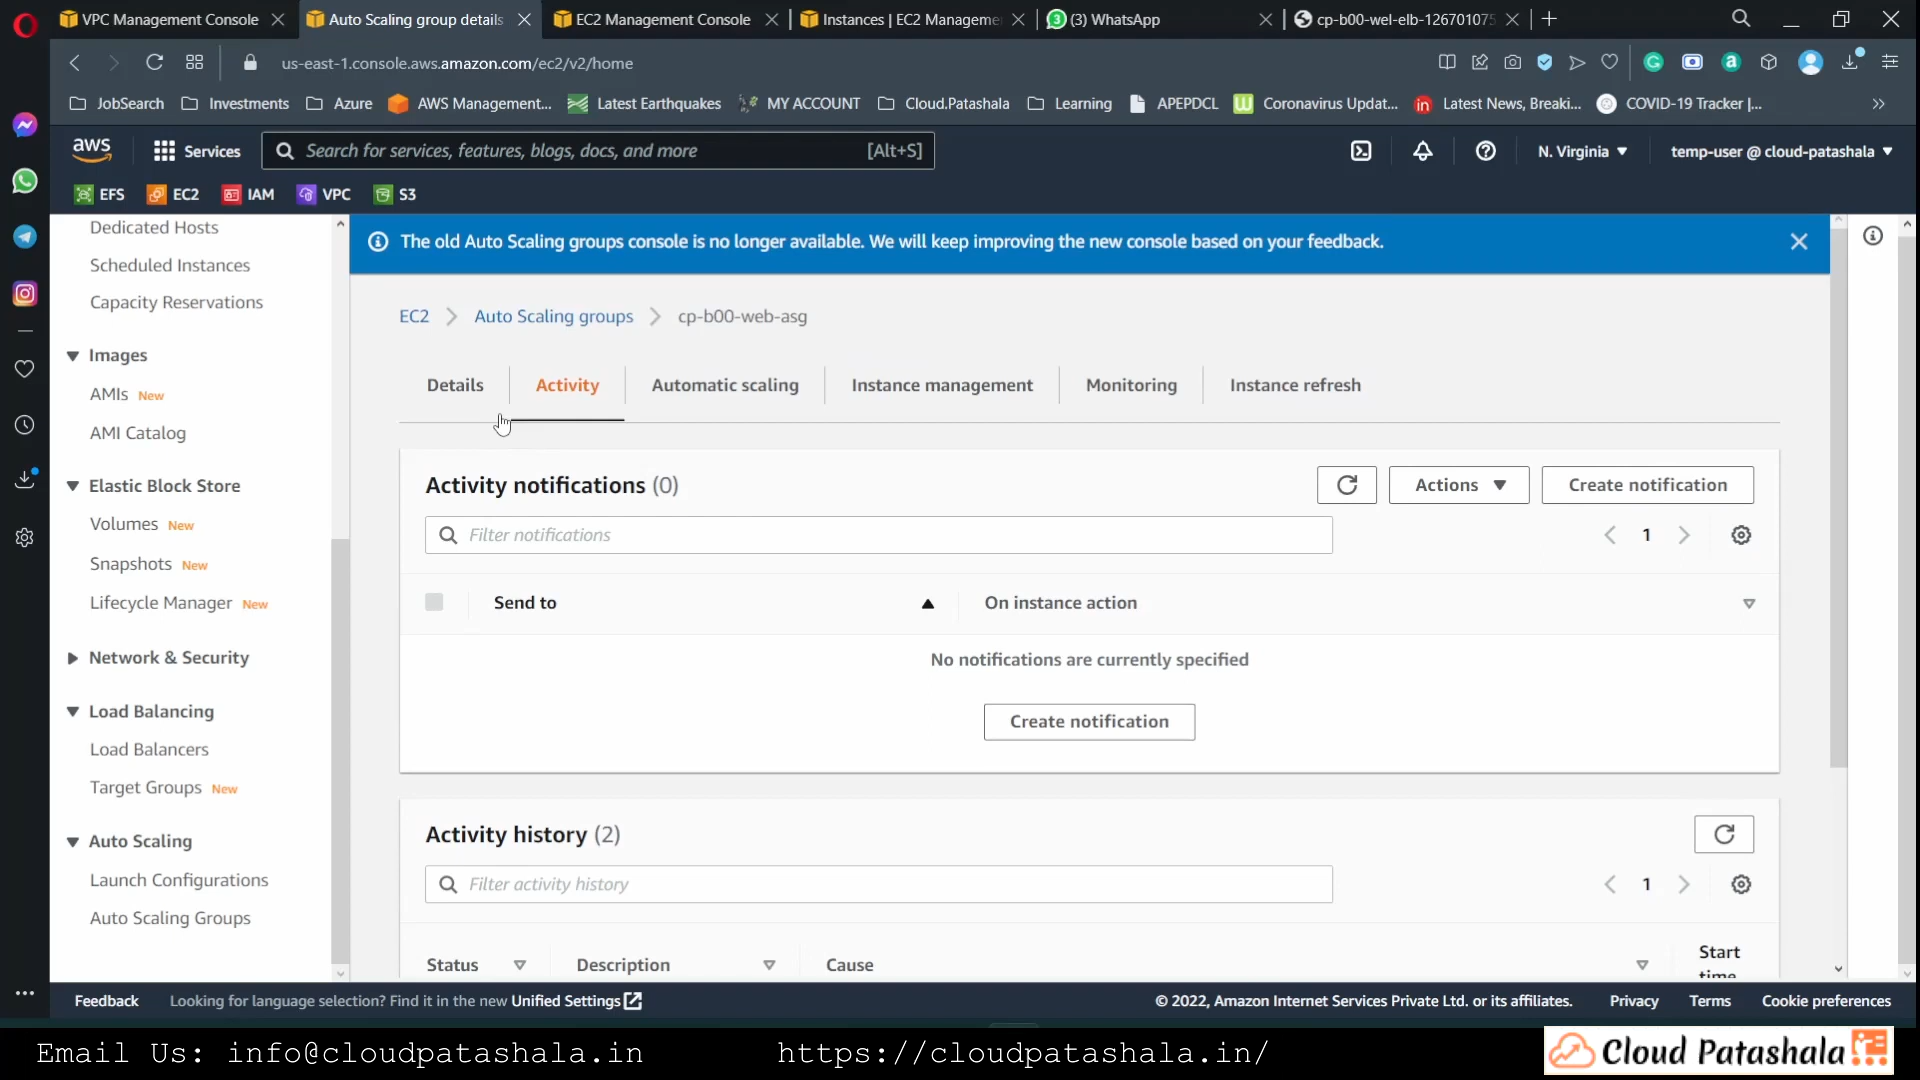 VPC Management Console
Auto Scaling group details
EC2 Management Console
Instances | EC2 Manageme
(3) WhatsApp
cp-b00-wel-elb-126701075
us-east-1.console.aws.amazon.com/ec2/v2/home
JobSearch
Investments
Azure
AWS Management...
Latest Earthquakes
MY ACCOUNT
Cloud.Patashala
Learning
APEPDCL
Coronavirus Updat...
Latest News, Breaki...
COVID-19 Tracker |...
aws
Services
Search for services, features, blogs, docs, and more
[Alt+S]
N. Virginia
temp-user @ cloud-patashala
EFS
EC2
IAM
VPC
S3
Dedicated Hosts
Scheduled Instances
Capacity Reservations
Images
AMIs New
AMI Catalog
Elastic Block Store
Volumes New
Snapshots New
Lifecycle Manager New
Network & Security
Load Balancing
Load Balancers
Target Groups New
Auto Scaling
Launch Configurations
Auto Scaling Groups
The old Auto Scaling groups console is no longer available. We will keep improving the new console based on your feedback.
EC2
Auto Scaling groups
cp-b00-web-asg
Details
Activity
Automatic scaling
Instance management
Monitoring
Instance refresh
Activity notifications (0)
Actions
Create notification
Filter notifications
1
Send to
On instance action
No notifications are currently specified
Create notification
Activity history (2)
Filter activity history
1
Status
Description
Cause
Start
time
Feedback
Looking for language selection? Find it in the new Unified Settings
© 2022, Amazon Internet Services Private Ltd. or its affiliates.
Privacy
Terms
Cookie preferences
Email Us: info@cloudpatashala.in
https://cloudpatashala.in/
Cloud Patashala